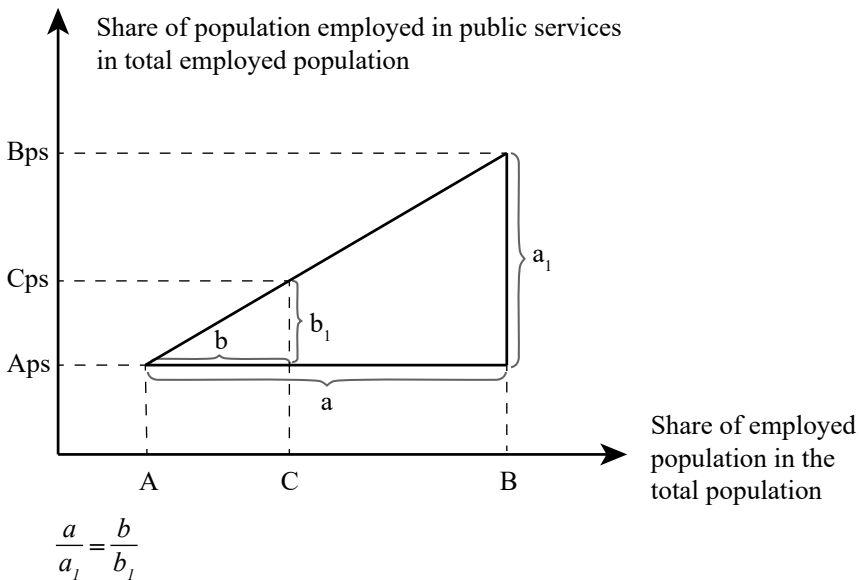 Share of population employed in public services
in total employed population
Bps
a₁
Cps
b₁
b
Aps
a
Share of employed
population in the
total population
A C B
a/a₁ = b/b₁